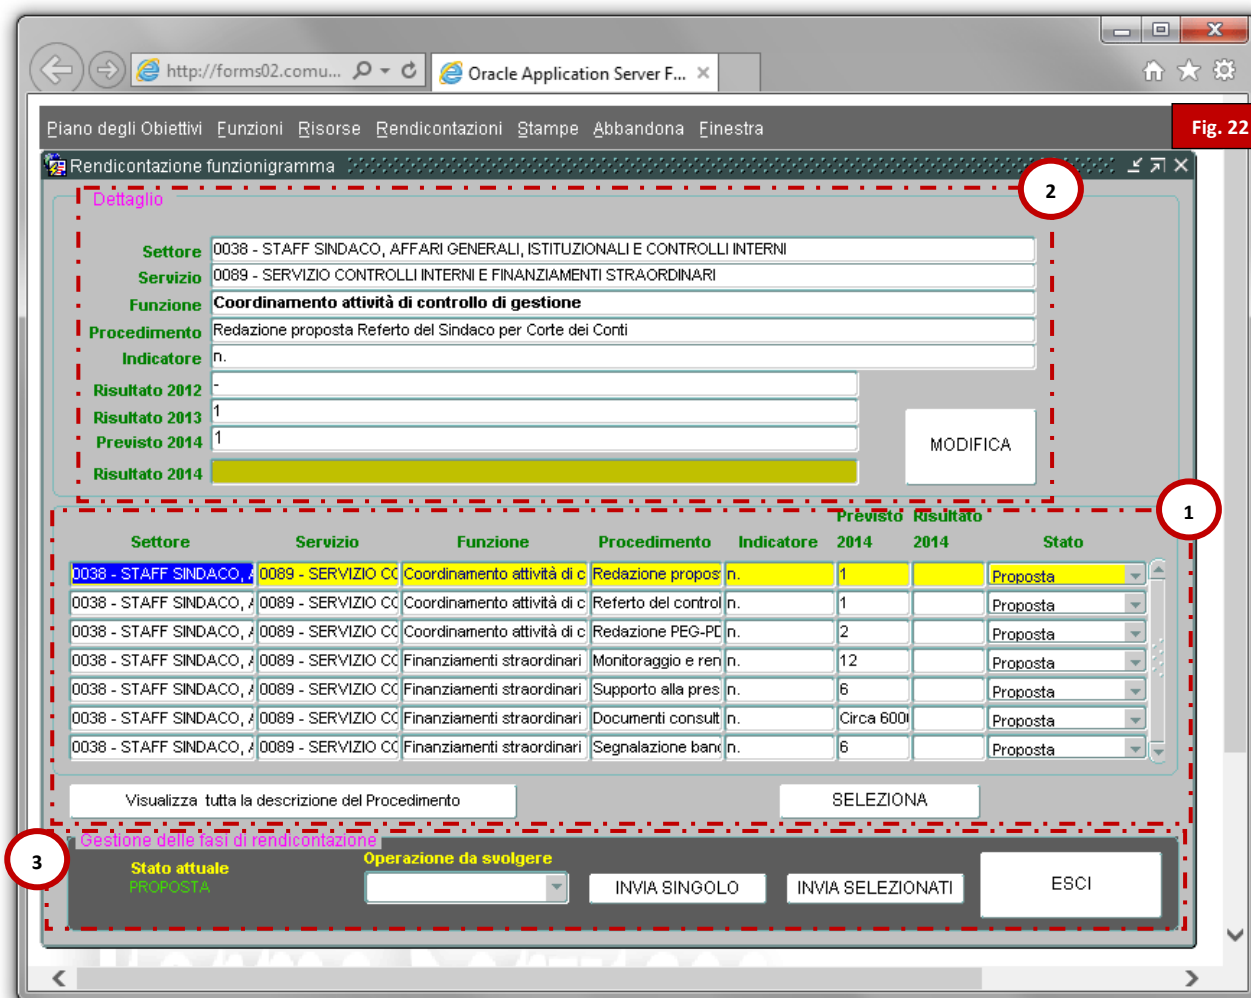 http://forms02.comu...
Oracle Application Server F...
Piano degli Obiettivi Funzioni Risorse Rendicontazioni Stampe Abbandona Finestra
Fig. 22
Rendicontazione funzionigramma
2
Dettaglio
Settore 0038 - STAFF SINDACO, AFFARI GENERALI, ISTITUZIONALI E CONTROLLI INTERNI
Servizio 0089 - SERVIZIO CONTROLLI INTERNI E FINANZIAMENTI STRAORDINARI
Funzione Coordinamento attività di controllo di gestione
Procedimento Redazione proposta Referto del Sindaco per Corte dei Conti
Indicatore n.
Risultato 2012 -
Risultato 2013 1
Previsto 2014 1
MODIFICA
Risultato 2014
1
Settore Servizio Funzione Procedimento Indicatore Previsto 2014 Risultato 2014 Stato
0038 - STAFF SINDACO, A 0089 - SERVIZIO CO Coordinamento attività di c Redazione propos n. 1 Proposta
0038 - STAFF SINDACO, A 0089 - SERVIZIO CO Coordinamento attività di c Referto del control n. 1 Proposta
0038 - STAFF SINDACO, A 0089 - SERVIZIO CO Coordinamento attività di c Redazione PEG-PD n. 2 Proposta
0038 - STAFF SINDACO, A 0089 - SERVIZIO CO Finanziamenti straordinari Monitoraggio e ren n. 12 Proposta
0038 - STAFF SINDACO, A 0089 - SERVIZIO CO Finanziamenti straordinari Supporto alla pres n. 6 Proposta
0038 - STAFF SINDACO, A 0089 - SERVIZIO CO Finanziamenti straordinari Documenti consult n. Circa 600 Proposta
0038 - STAFF SINDACO, A 0089 - SERVIZIO CO Finanziamenti straordinari Segnalazione band n. 6 Proposta
Visualizza tutta la descrizione del Procedimento
SELEZIONA
3
Gestione delle fasi di rendicontazione
Stato attuale
PROPOSTA
Operazione da svolgere
INVIA SINGOLO
INVIA SELEZIONATI
ESCI